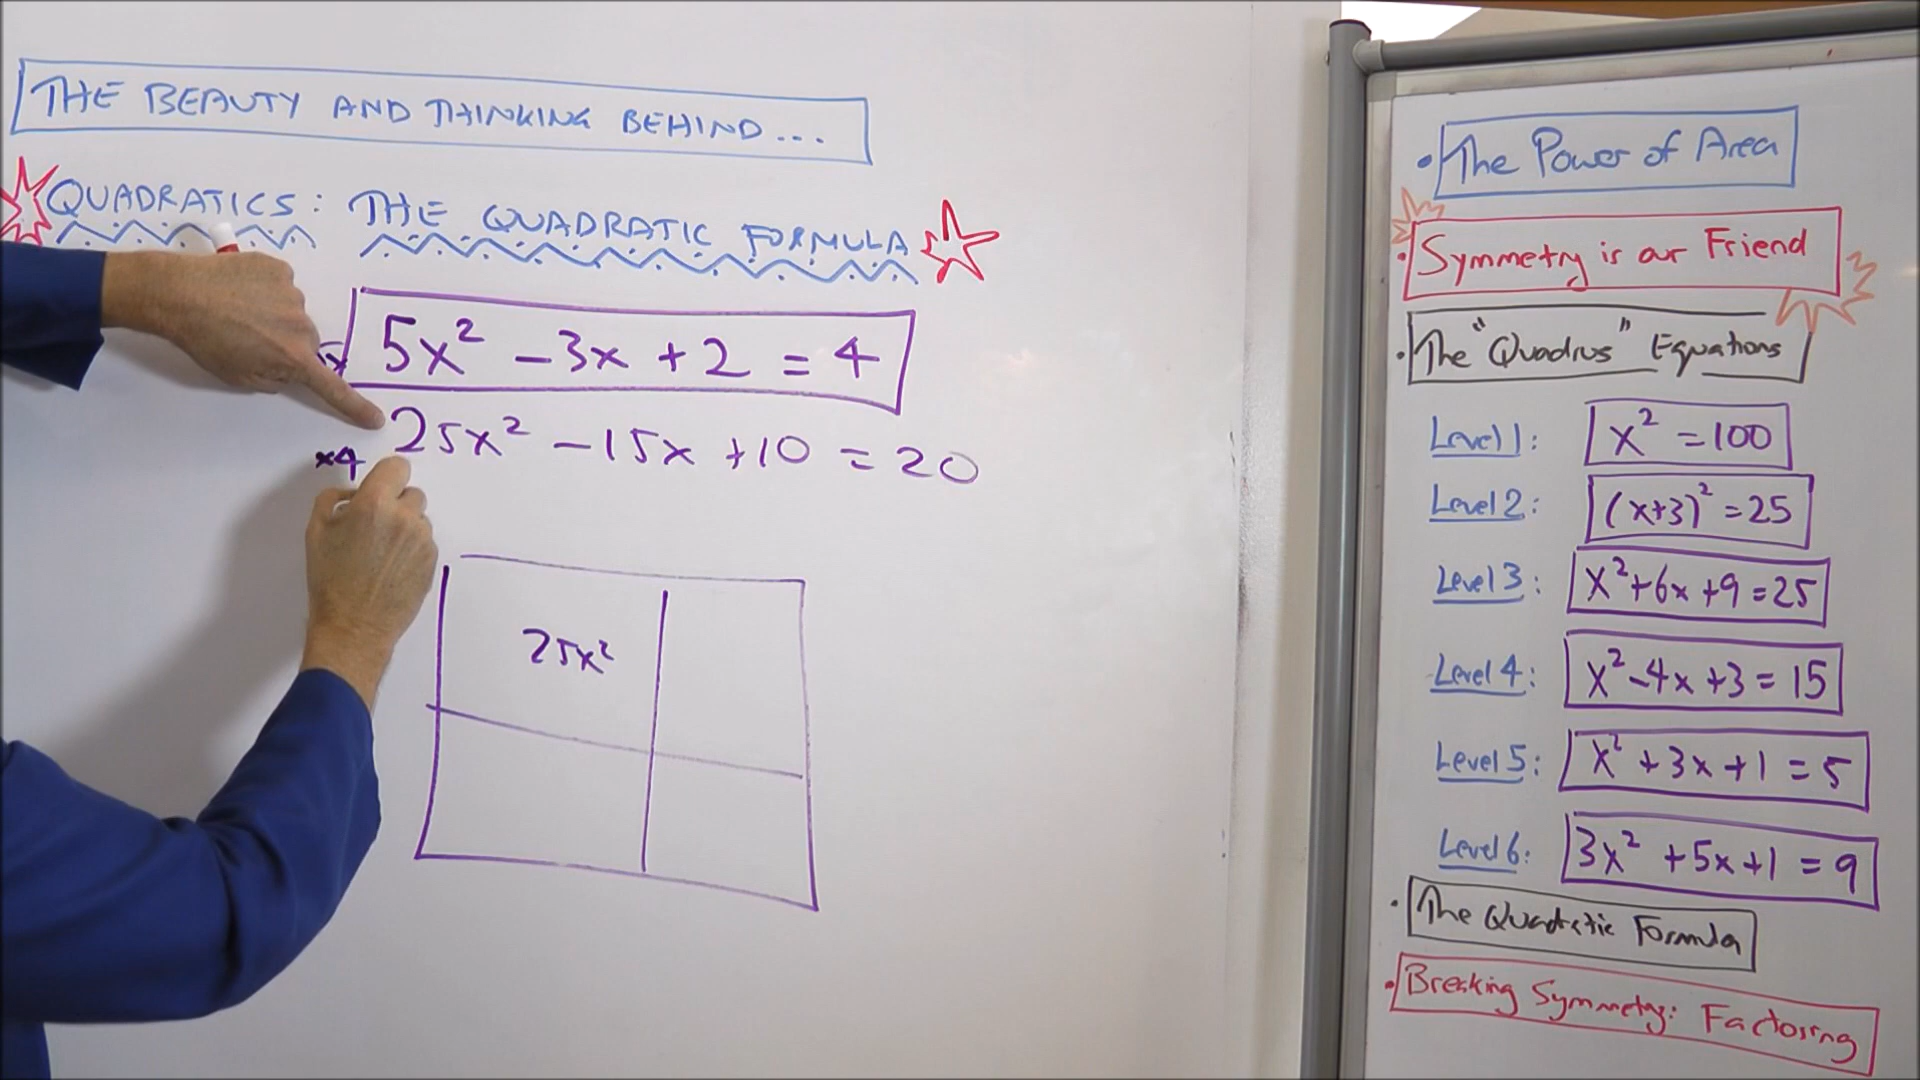 THE BEAUTY AND THINKING BEHIND...
QUADRATICS: THE QUADRATIC FORMULA
5x² - 3x + 2 = 4
×4 25x² - 15x + 10 = 20
25x²
• The Power of Area
• Symmetry is our Friend
• The "Quadrus" Equations
Level 1: x² = 100
Level 2: (x+3)² = 25
Level 3: x² + 6x + 9 = 25
Level 4: x² - 4x + 3 = 15
Level 5: x² + 3x + 1 = 5
Level 6: 3x² + 5x + 1 = 9
• The Quadratic Formula
• Breaking Symmetry: Factoring